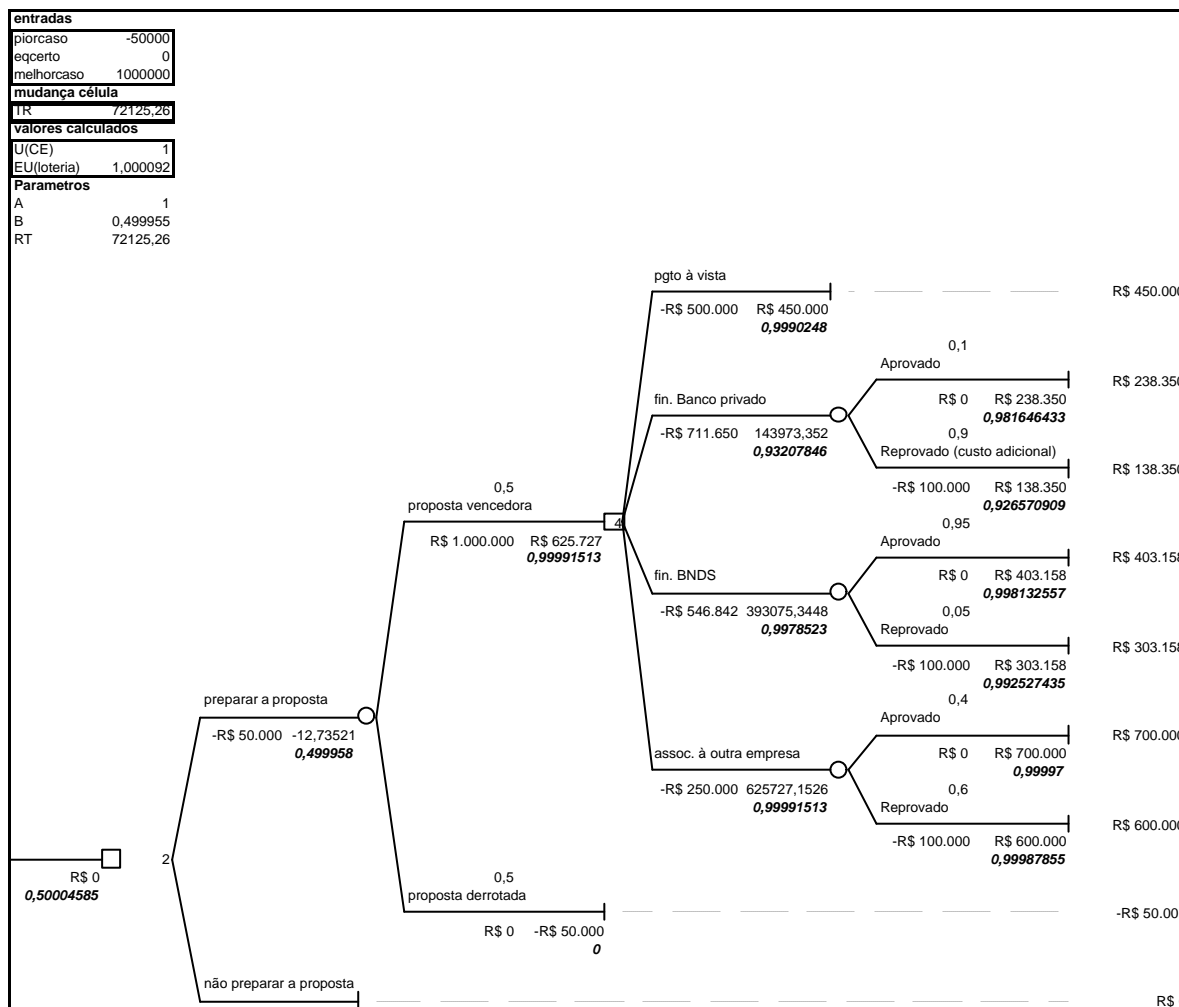 entradas
piorcaso -50000
eqcerto 0
melhorcaso 1000000
mudança célula
TR 72125,26
valores calculados
U(CE) 1
EU(loteria) 1,000092
Parametros
A 1
B 0,499955
RT 72125,26
pgto à vista
R$ 450.000
-R$ 500.000 R$ 450.000
0,9990248
0,1
Aprovado
R$ 238.350
fin. Banco privado
R$ 0 R$ 238.350
0,981646433
-R$ 711.650 143973,352
0,93207846
0,9
Reprovado (custo adicional)
R$ 138.350
0,5
proposta vencedora
-R$ 100.000 R$ 138.350
0,926570909
4
R$ 1.000.000 R$ 625.727
0,99991513
0,95
Aprovado
R$ 403.158
fin. BNDS
R$ 0 R$ 403.158
0,998132557
-R$ 546.842 393075,3448
0,9978523
0,05
Reprovado
R$ 303.158
-R$ 100.000 R$ 303.158
0,992527435
preparar a proposta
0,4
Aprovado
-R$ 50.000 -12,73521
0,499958
R$ 700.000
assoc. à outra empresa
R$ 0 R$ 700.000
0,99997
-R$ 250.000 625727,1526
0,99991513
0,6
Reprovado
R$ 600.000
-R$ 100.000 R$ 600.000
0,99987855
2
R$ 0
0,50004585
0,5
proposta derrotada
-R$ 50.00
R$ 0 -R$ 50.000
0
não preparar a proposta
R$